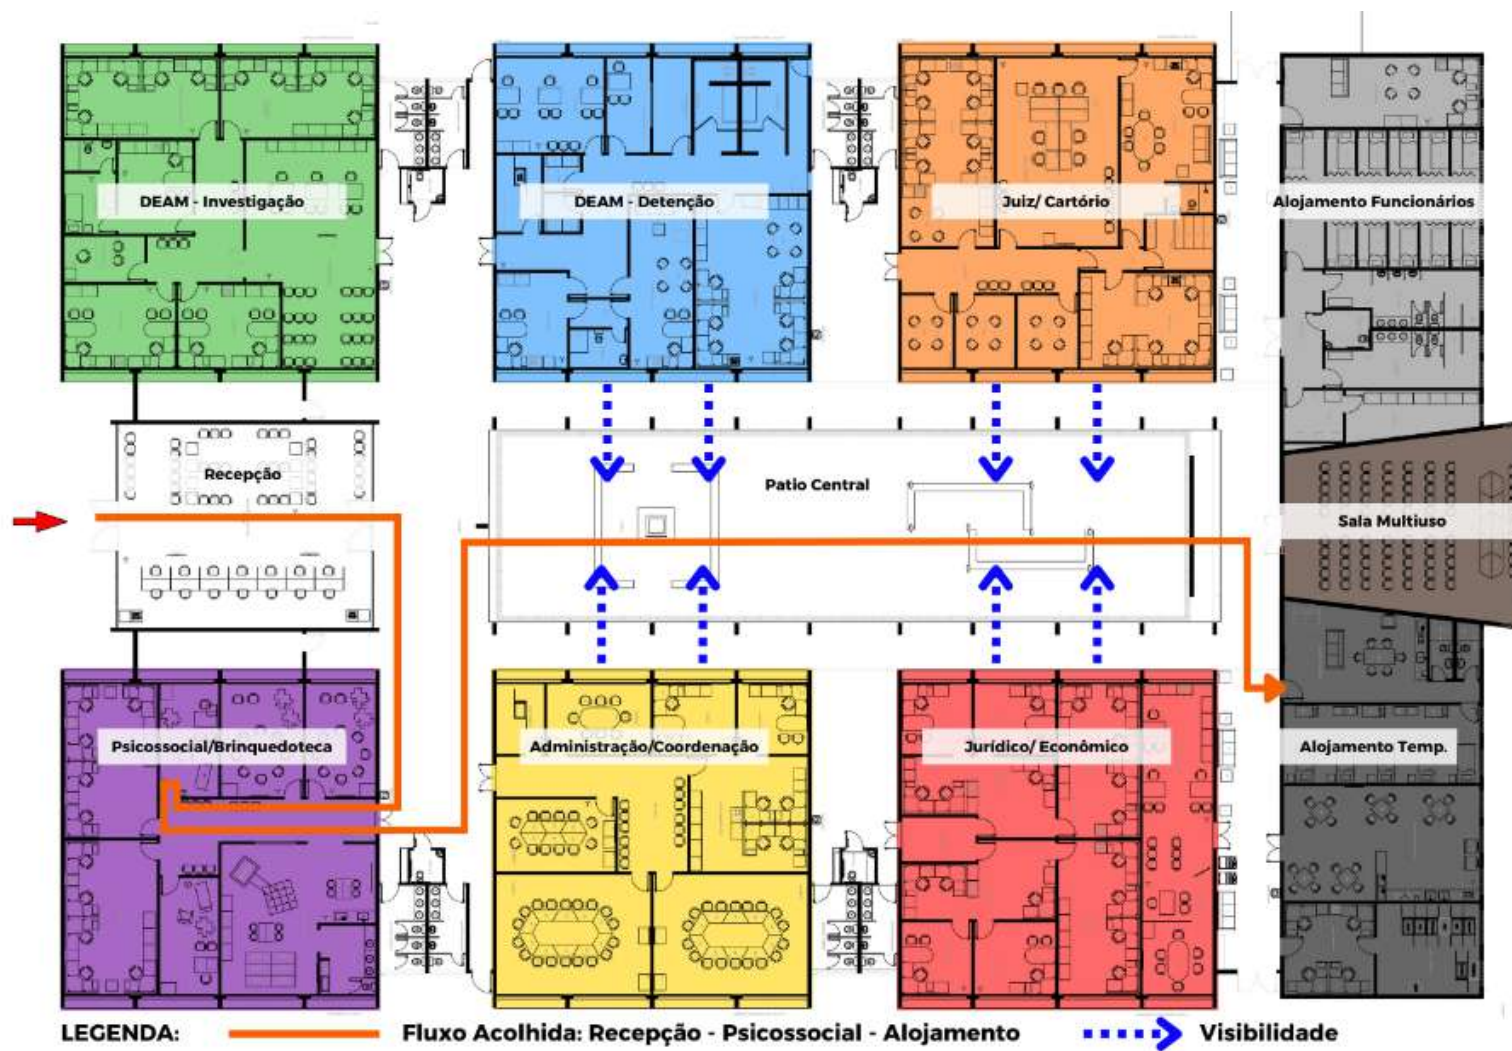 DEAM - Investigação
DEAM - Detenção
Juiz/ Cartório
Alojamento Funcionários
Recepção
Patio Central
Sala Multiuso
Psicossocial/Brinquedoteca
Administração/Coordenação
Jurídico/ Econômico
Alojamento Temp.
LEGENDA:
Fluxo Acolhida: Recepção - Psicossocial - Alojamento
Visibilidade